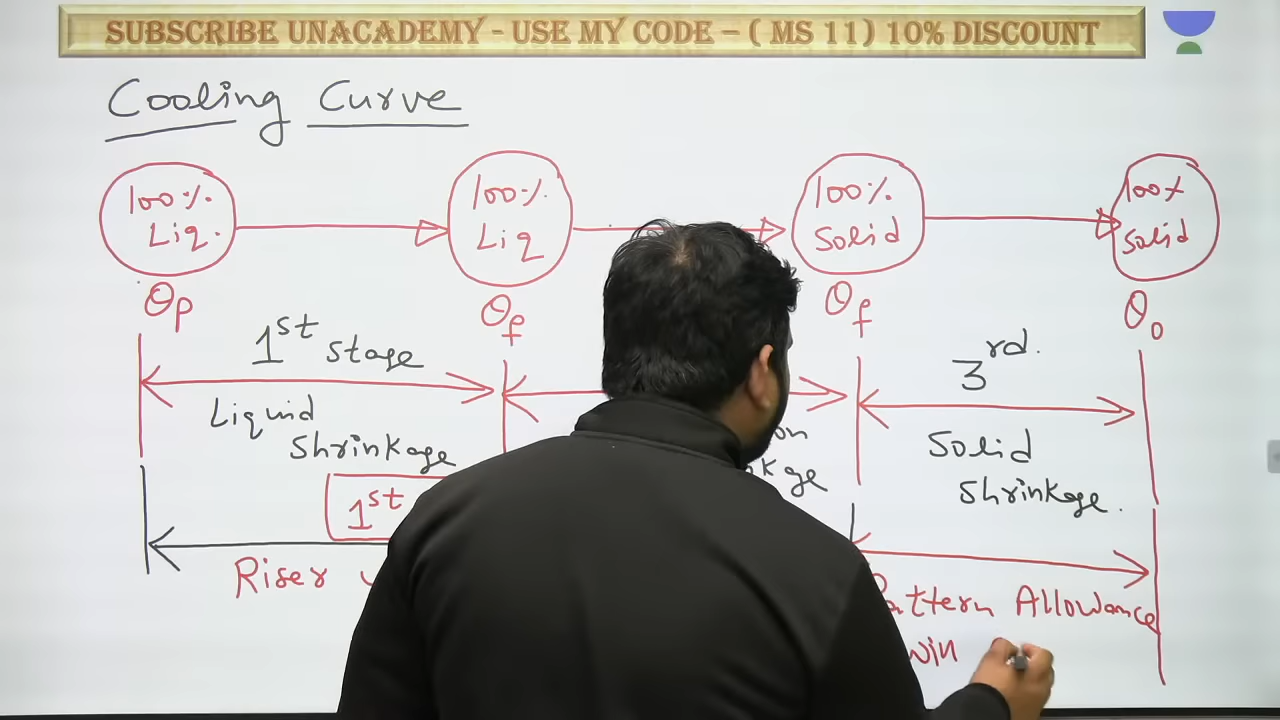 SUBSCRIBE UNACADEMY - USE MY CODE – ( MS 11) 10% DISCOUNT
Cooling Curve
100%
Liq.
100%
Liq
100%
Solid
100%
Solid
θp
θf
θf
θo
1st stage
3rd.
Liquid
Shrinkage
Solid
Shrinkage.
1st
Riser
Pattern Allowance